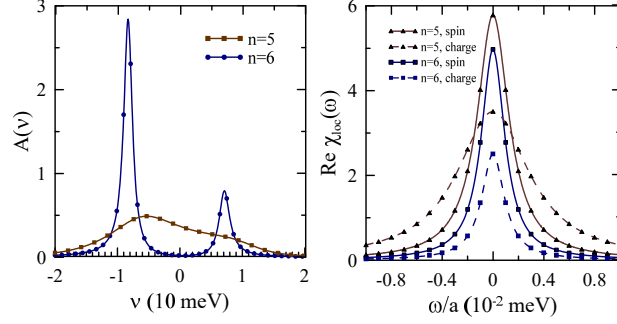 3
2
1
0
A(ν)
n=5
n=6
-2 -1 0 1 2
ν (10 meV)
6
4
2
0
Re χloc(ω)
n=5, spin
n=5, charge
n=6, spin
n=6, charge
-0.8 -0.4 0 0.4 0.8
ω/a (10⁻² meV)